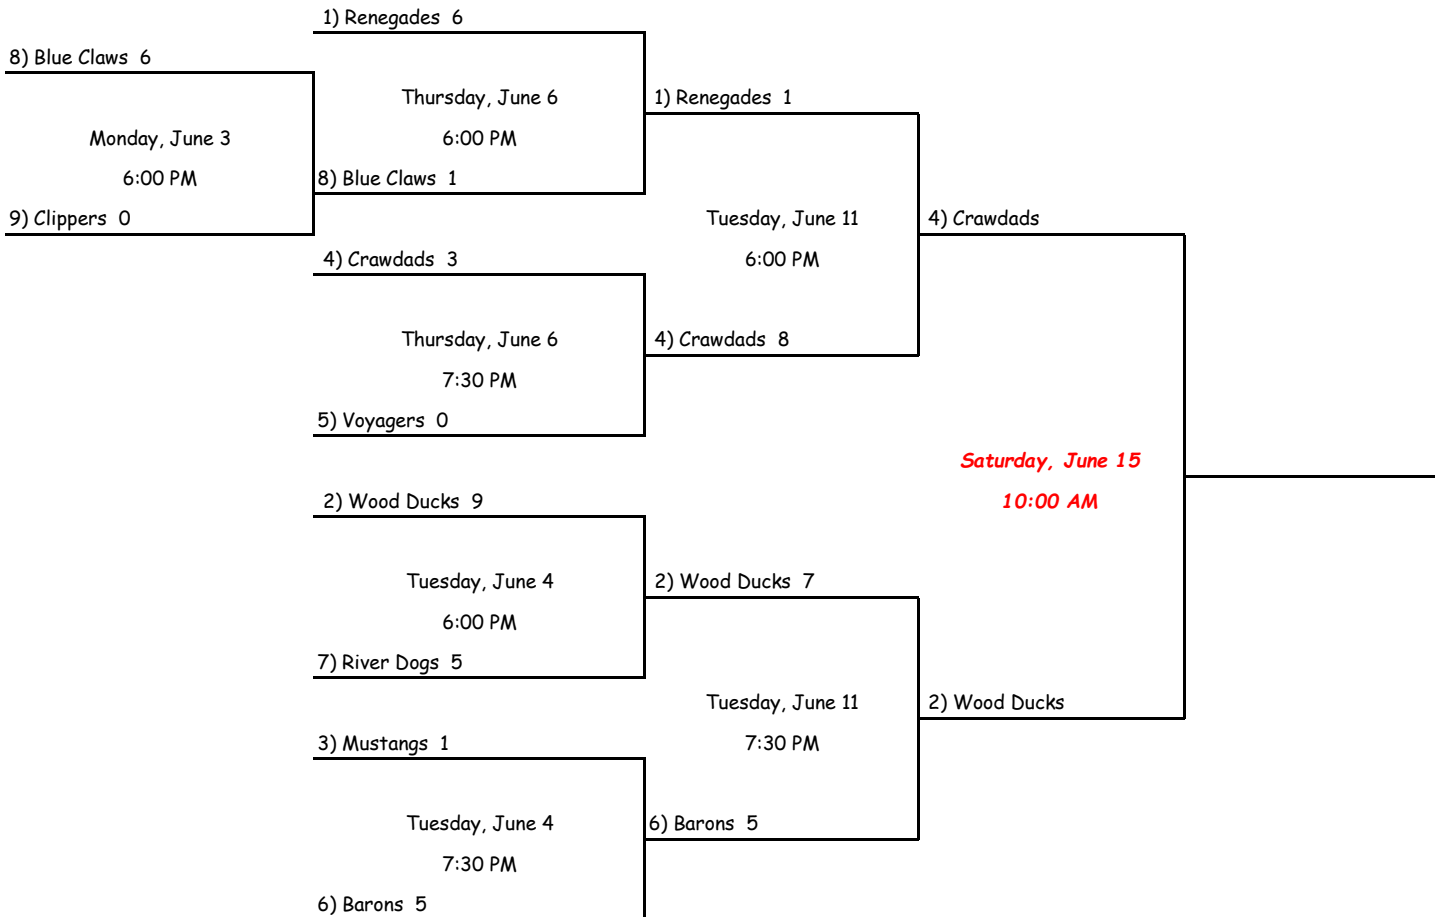 1) Renegades 6
8) Blue Claws 6
Thursday, June 6
1) Renegades 1
Monday, June 3
6:00 PM
6:00 PM
8) Blue Claws 1
9) Clippers 0
Tuesday, June 11
4) Crawdads
4) Crawdads 3
6:00 PM
Thursday, June 6
4) Crawdads 8
7:30 PM
5) Voyagers 0
Saturday, June 15
2) Wood Ducks 9
10:00 AM
Tuesday, June 4
2) Wood Ducks 7
6:00 PM
7) River Dogs 5
Tuesday, June 11
2) Wood Ducks
3) Mustangs 1
7:30 PM
Tuesday, June 4
6) Barons 5
7:30 PM
6) Barons 5